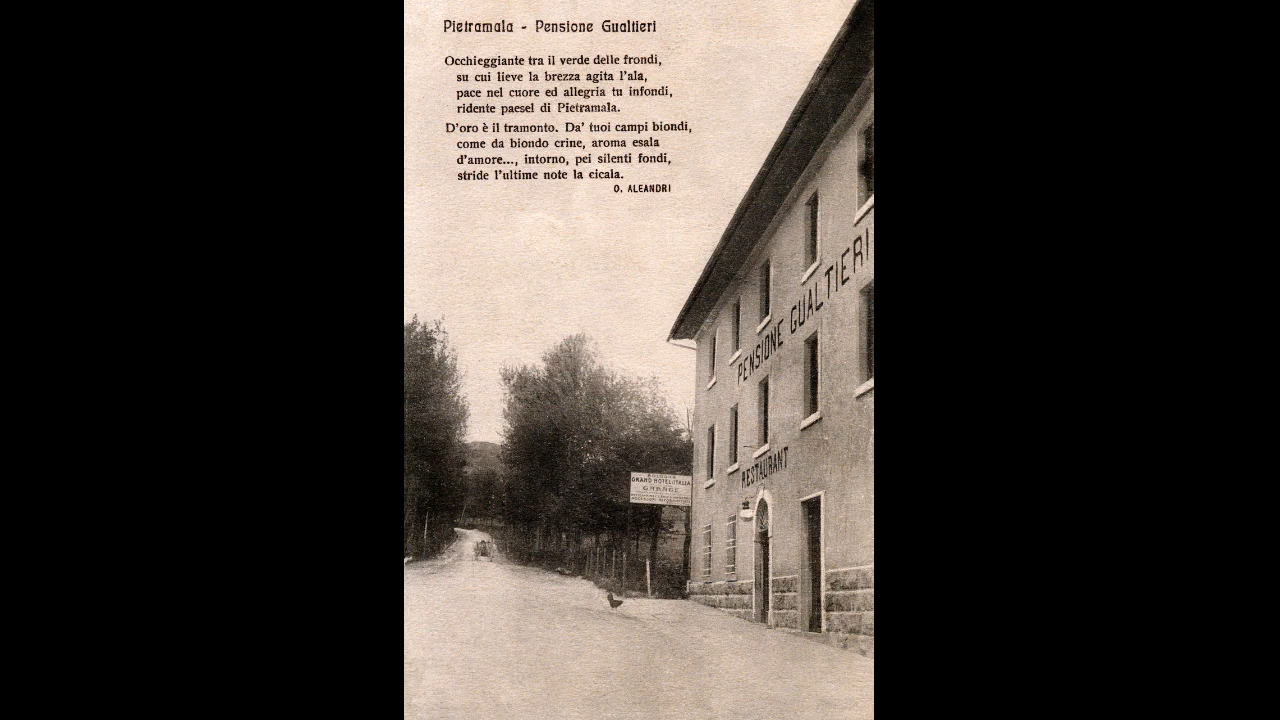 Pietramala - Pensione Gualtieri
Occhieggiante tra il verde delle frondi,
su cui lieve la brezza agita l'ala,
pace nel cuore ed allegria tu infondi,
ridente paesel di Pietramala.
D'oro è il tramonto. Da' tuoi campi biondi,
come da biondo crine, aroma esala
d'amore..., intorno, pei silenti fondi,
stride l'ultime note la cicala.
O. ALEANDRI
PENSIONE GUALTIERI
RESTAURANT
BOLOGNA
GRAND HOTEL D'ITALIA
GARAGE